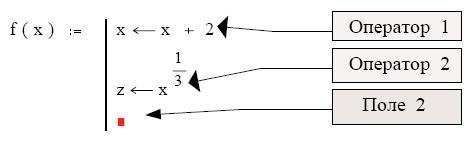 f ( x ) := x ⟵ x + 2 Оператор 1
z ⟵ x^(1/3) Оператор 2
Поле 2